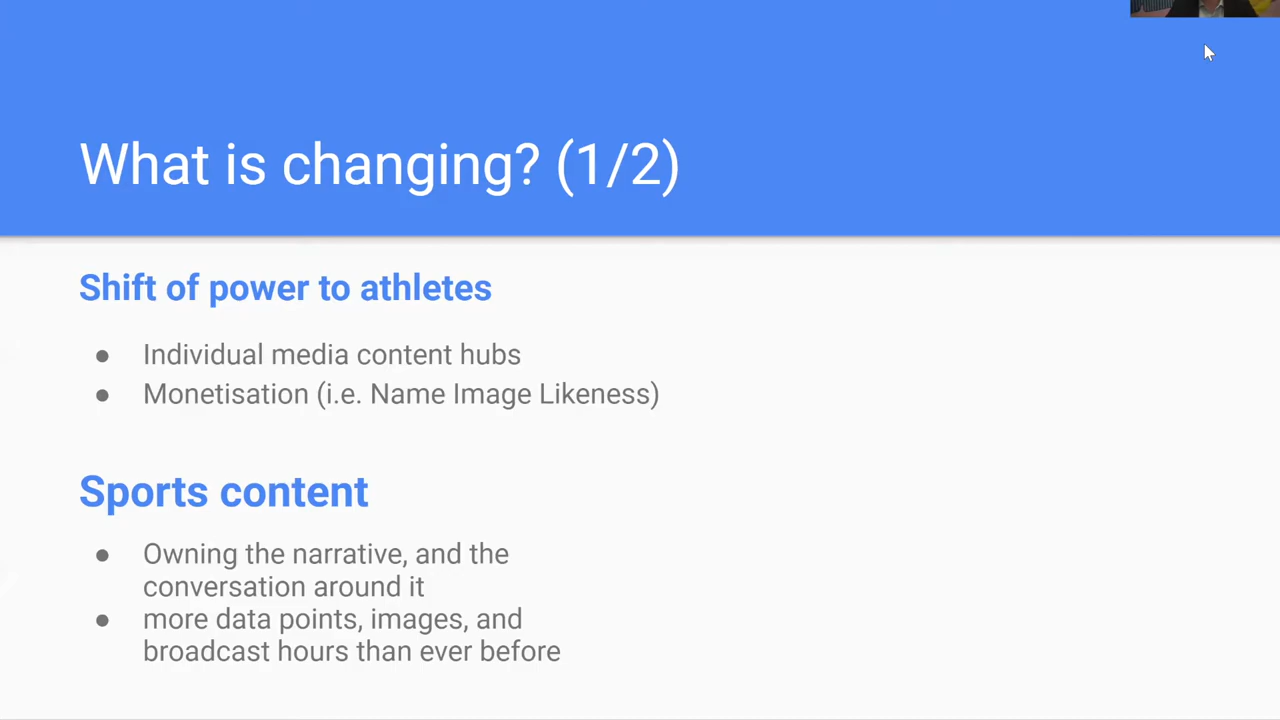 What is changing? (1/2)
Shift of power to athletes
● Individual media content hubs
● Monetisation (i.e. Name Image Likeness)
Sports content
● Owning the narrative, and the
conversation around it
● more data points, images, and
broadcast hours than ever before